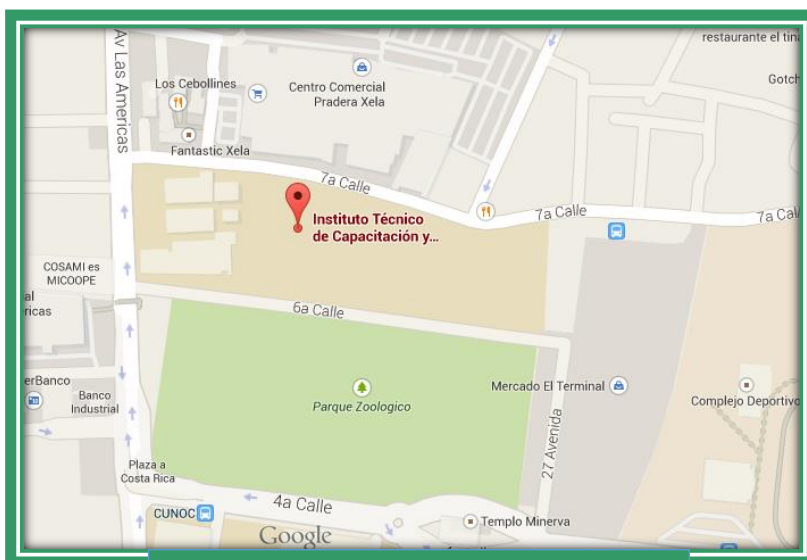 restaurante el tin
Av Las Americas
Los Cebollines
Centro Comercial
Pradera Xela
Gotch
Fantastic Xela
7a Calle
7a Calle
7a Cal
Instituto Técnico
de Capacitación y...
COSAMI es
MICOOPE
al
ricas
6a Calle
erBanco
Banco
Industrial
Parque Zoologico
Mercado El Terminal
Complejo Deportivo
27 Avenida
Plaza a
Costa Rica
CUNOC
4a Calle
Google
Templo Minerva